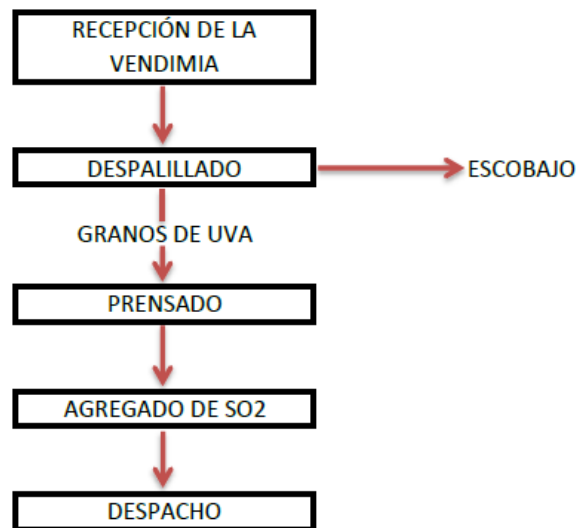 RECEPCIÓN DE LA
VENDIMIA
DESPALILLADO
ESCOBAJO
GRANOS DE UVA
PRENSADO
AGREGADO DE SO2
DESPACHO